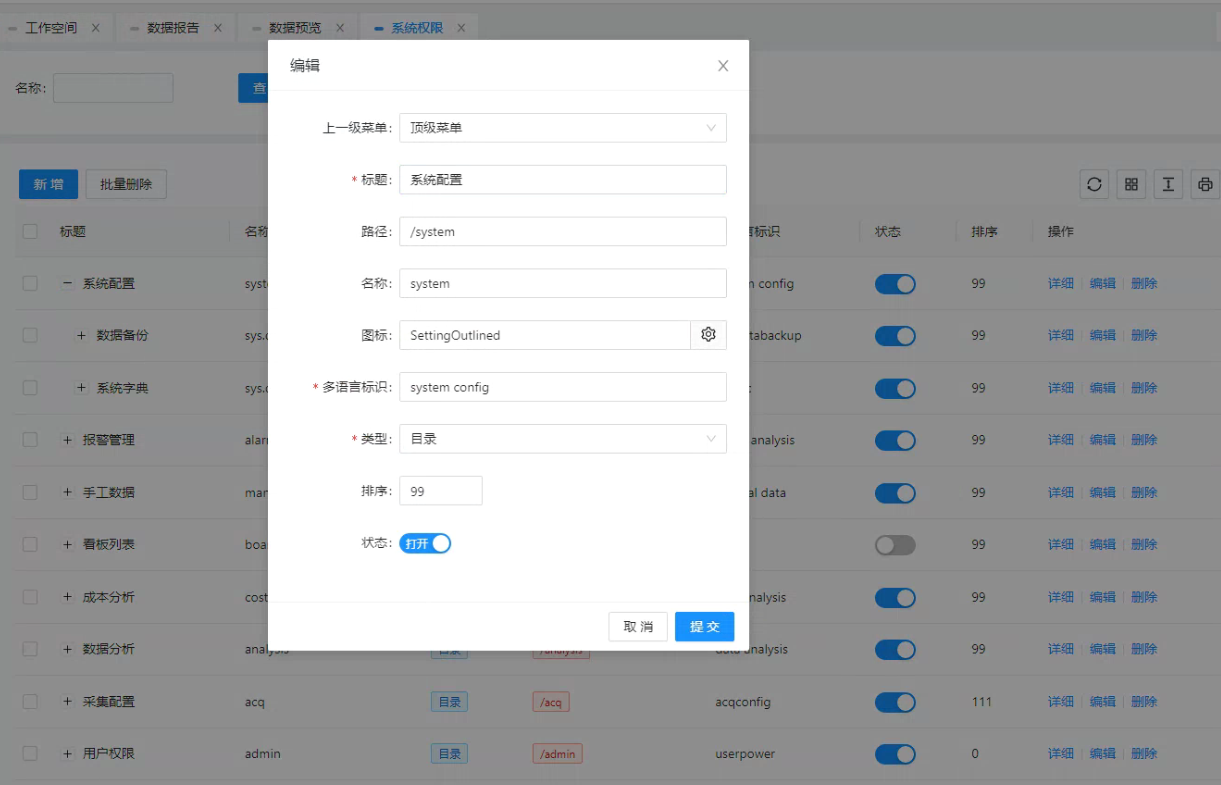 工作空间 数据报告 数据预览 系统权限
编辑
名称: 查
上一级菜单: 顶级菜单
* 标题: 系统配置
新增 批量删除
路径: /system
标题 名称 标识 状态 排序 操作
名称: system
系统配置 syst config 99 详细 编辑 删除
图标: SettingOutlined
数据备份 sys. tabackup 99 详细 编辑 删除
* 多语言标识: system config
系统字典 sys. 99 详细 编辑 删除
* 类型: 目录
报警管理 alar analysis 99 详细 编辑 删除
排序: 99
手工数据 mar al data 99 详细 编辑 删除
状态: 打开
看板列表 boa 99 详细 编辑 删除
成本分析 cost nalysis 99 详细 编辑 删除
取消 提交
数据分析 analysis 目录 /analysis data analysis 99 详细 编辑 删除
采集配置 acq 目录 /acq acqconfig 111 详细 编辑 删除
用户权限 admin 目录 /admin userpower 0 详细 编辑 删除